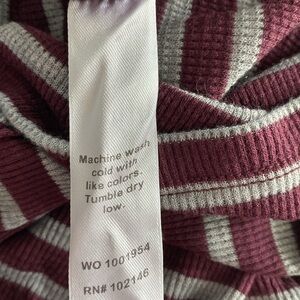 Machine wash
cold with
like colors.
Tumble dry
low.
WO 1001954
RN# 102146